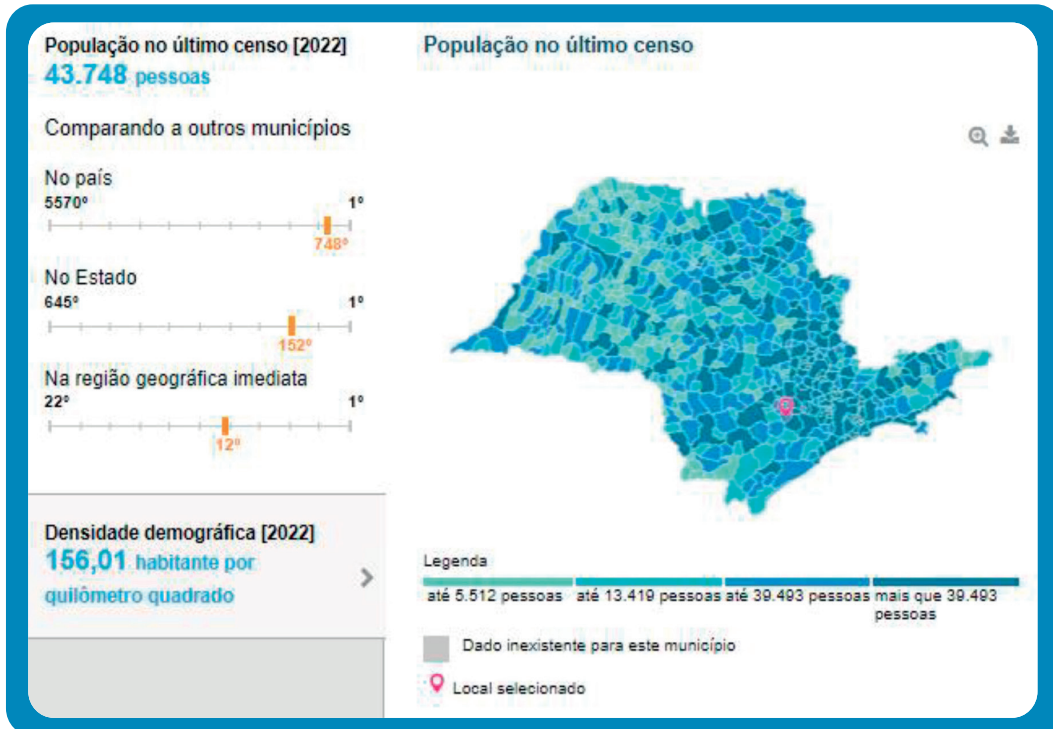 População no último censo [2022]
43.748 pessoas
Comparando a outros municípios
No país
5570º 1º
748º
No Estado
645º 1º
152º
Na região geográfica imediata
22º 1º
12º
Densidade demográfica [2022]
156,01 habitante por
quilômetro quadrado
População no último censo
Legenda
até 5.512 pessoas até 13.419 pessoas até 39.493 pessoas mais que 39.493
pessoas
Dado inexistente para este município
Local selecionado